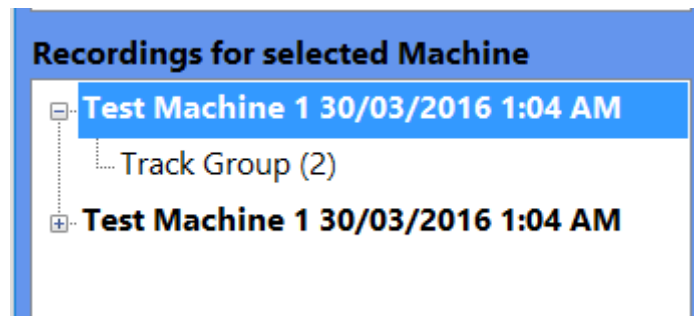 Recordings for selected Machine
Test Machine 1 30/03/2016 1:04 AM
Track Group (2)
Test Machine 1 30/03/2016 1:04 AM